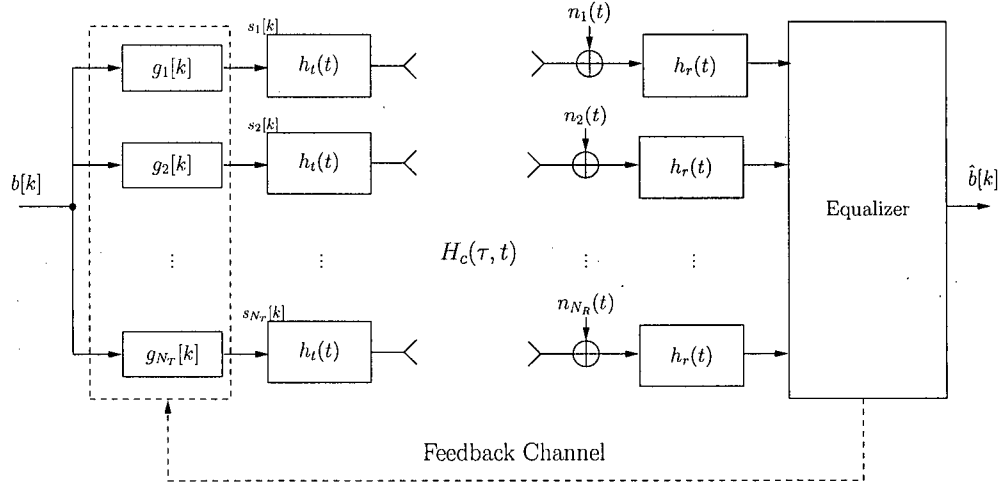 s_1[k] n_1(t)
g_1[k] h_t(t) h_r(t)
s_2[k] n_2(t)
g_2[k] h_t(t) h_r(t)
b[k] Equalizer b̂[k]
⋮ ⋮ H_c(τ, t) ⋮ ⋮
s_{N_T}[k] n_{N_R}(t)
g_{N_T}[k] h_t(t) h_r(t)
Feedback Channel